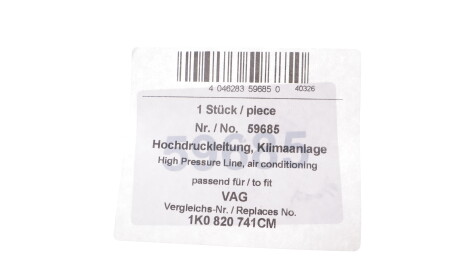 4 046283 59685 0 40326
1 Stück / piece
Nr. / No. 59685
59685
Hochdruckleitung, Klimaanlage
High Pressure Line, air conditioning
passend für / to fit
VAG
Vergleichs-Nr. / Replaces No.
1K0 820 741CM